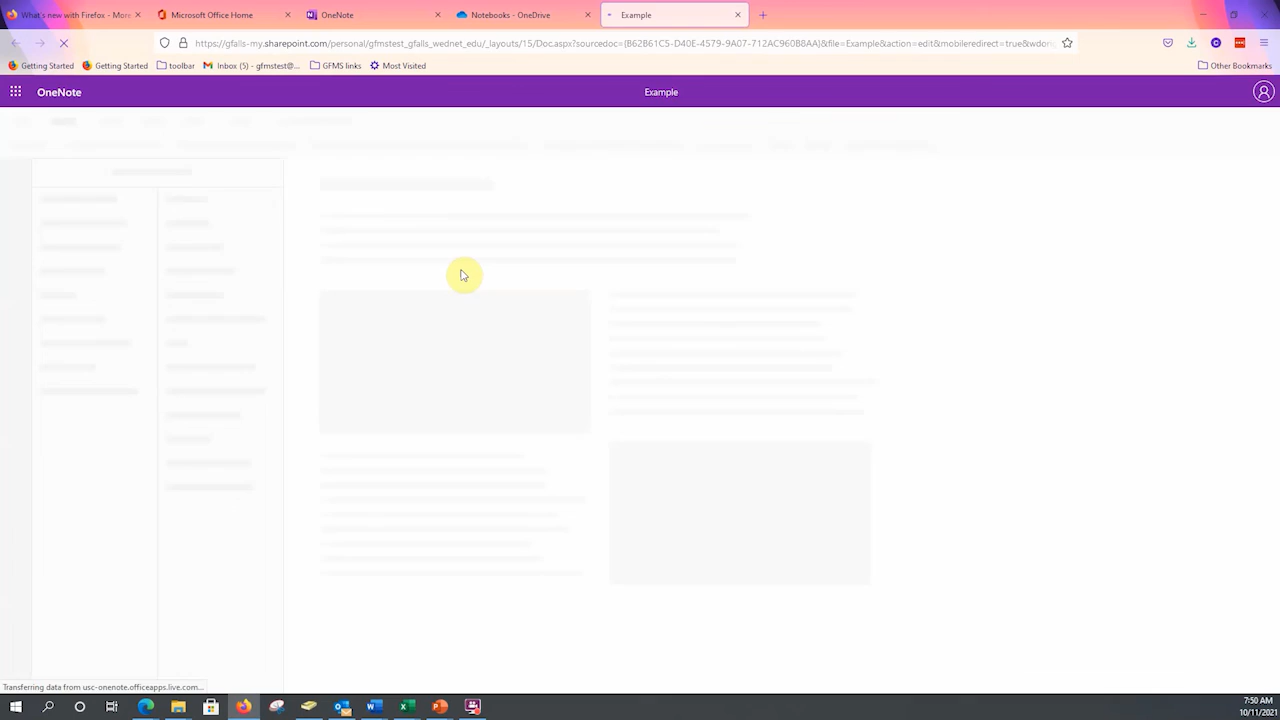 What's new with Firefox - More
Microsoft Office Home
OneNote
Notebooks - OneDrive
Example
https://gfalls-my.sharepoint.com/personal/gfmstest_gfalls_wednet_edu/_layouts/15/Doc.aspx?sourcedoc={B62B61C5-D40E-4579-9A07-712AC960BBAA}&file=Example&action=edit&mobileredirect=true&wdon
Getting Started
Getting Started
toolbar
Inbox (5) - gfmstest@...
GFMS links
Most Visited
Other Bookmarks
OneNote
Example
Transferring data from usc-onenote.officeapps.live.com...
7:50 AM
10/11/2021